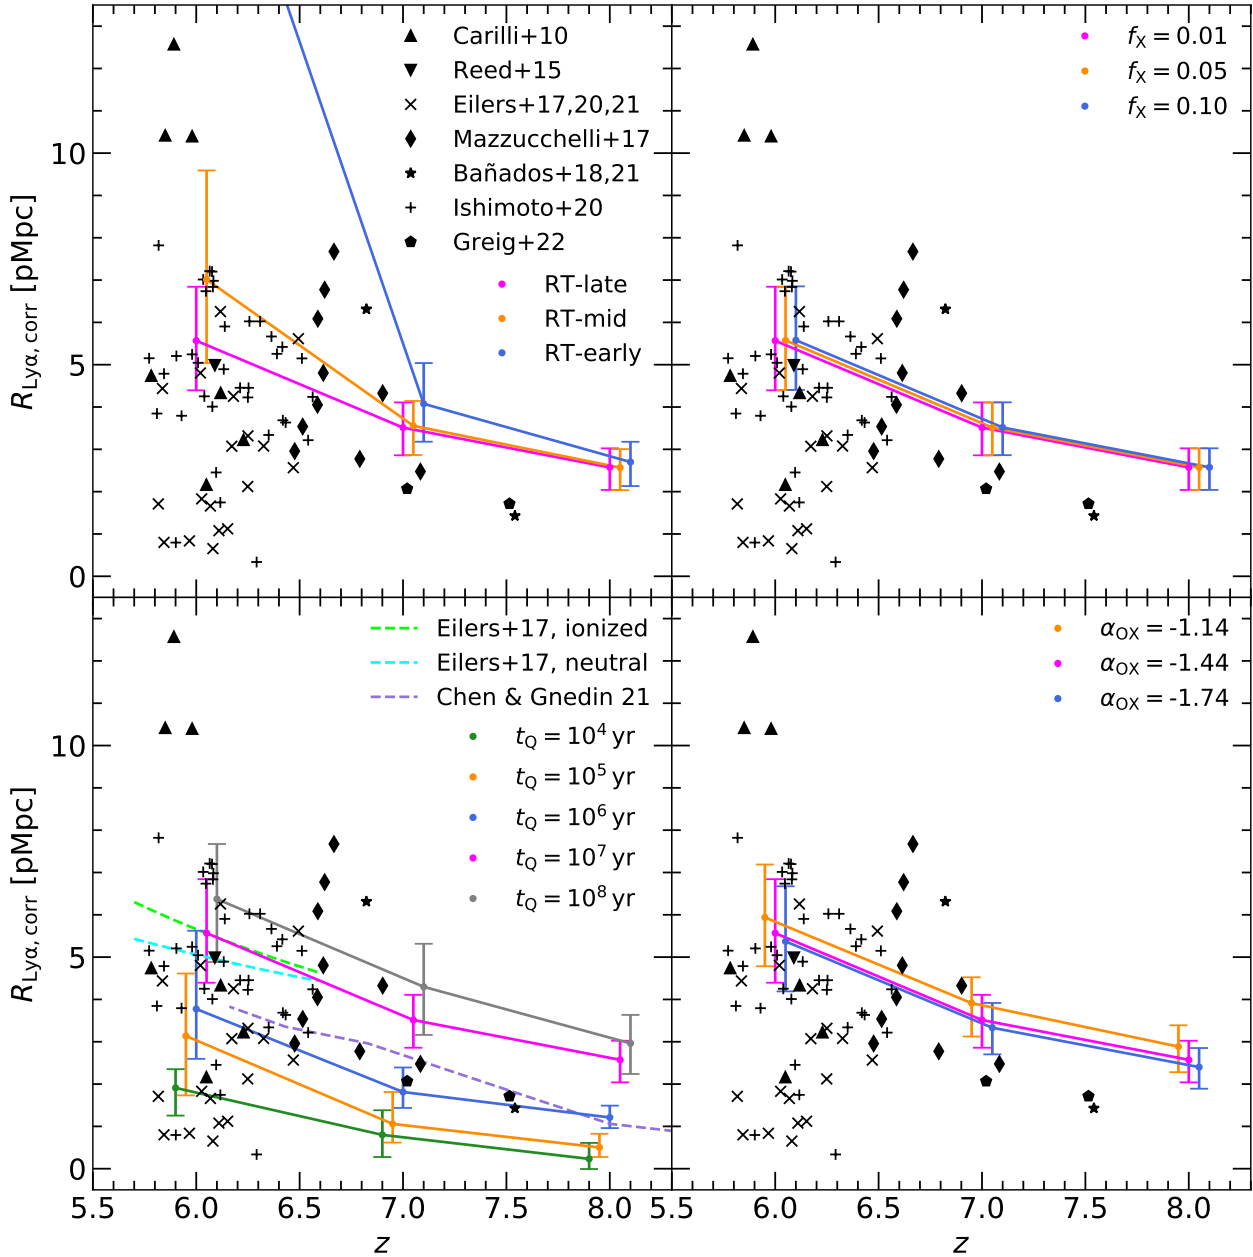 Carilli+10
Reed+15
Eilers+17,20,21
Mazzucchelli+17
Bañados+18,21
Ishimoto+20
Greig+22
RT-late
RT-mid
RT-early
10
5
0
R_Lyα, corr [pMpc]
f_X = 0.01
f_X = 0.05
f_X = 0.10
Eilers+17, ionized
Eilers+17, neutral
Chen & Gnedin 21
t_Q = 10^4 yr
t_Q = 10^5 yr
t_Q = 10^6 yr
t_Q = 10^7 yr
t_Q = 10^8 yr
10
5
0
R_Lyα, corr [pMpc]
5.5 6.0 6.5 7.0 7.5 8.0
z
α_OX = -1.14
α_OX = -1.44
α_OX = -1.74
5.5 6.0 6.5 7.0 7.5 8.0
z